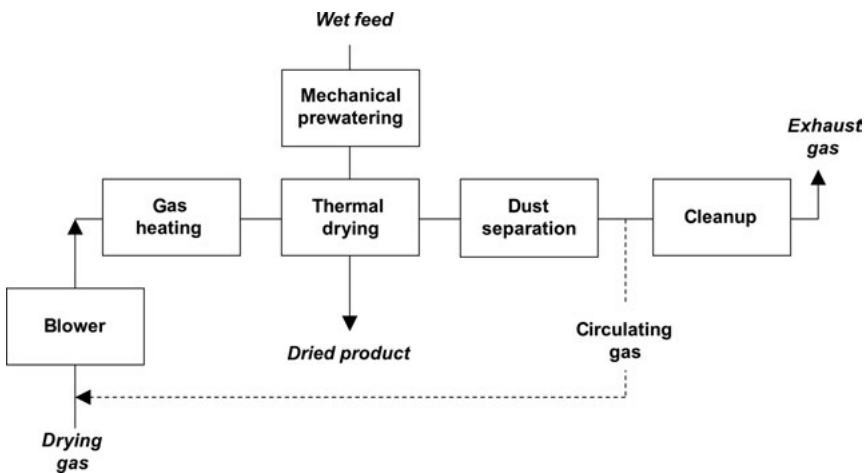 Wet feed
Mechanical
prewatering
Exhaust
gas
Gas
heating
Thermal
drying
Dust
separation
Cleanup
Blower
Circulating
gas
Dried product
Drying
gas